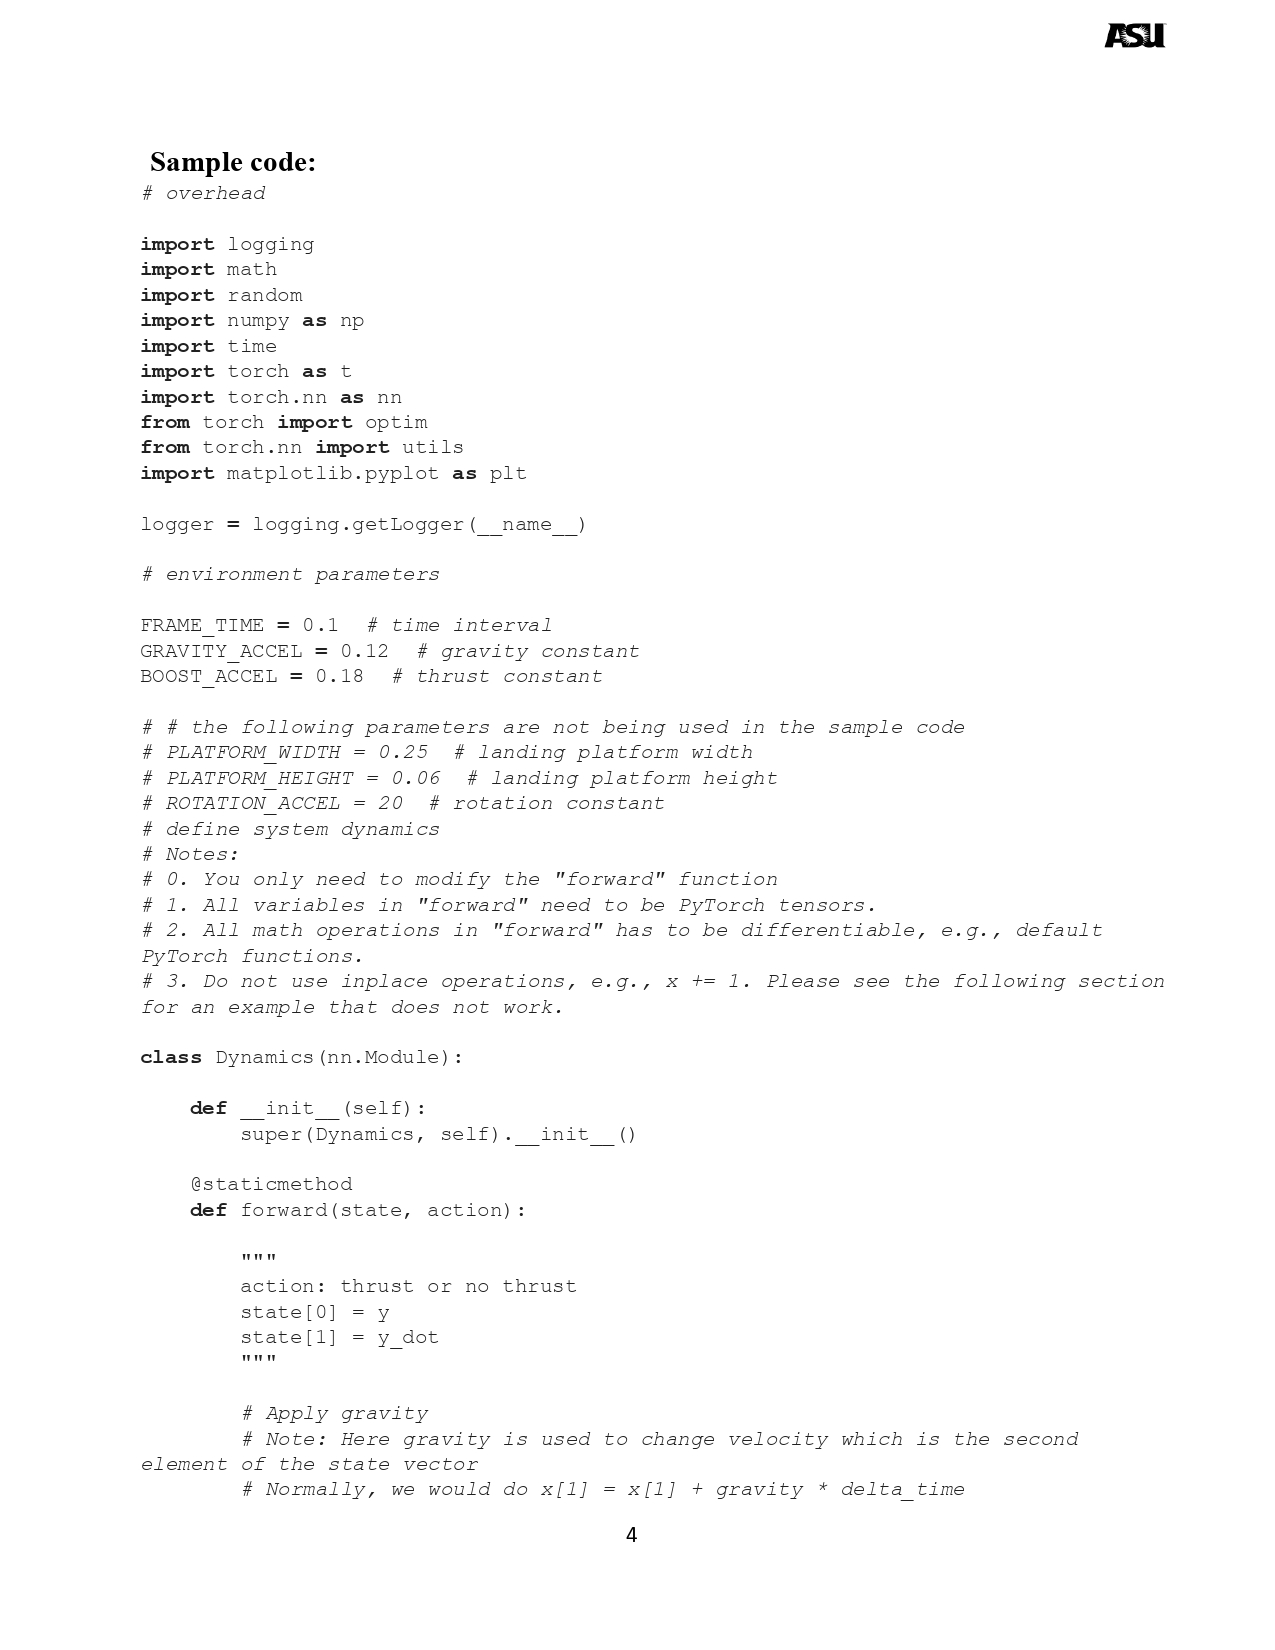 ASU
Sample code:
# overhead
import logging
import math
import random
import numpy as np
import time
import torch as t
import torch.nn as nn
from torch import optim
from torch.nn import utils
import matplotlib.pyplot as plt
logger = logging.getLogger(__name__)
# environment parameters
FRAME_TIME = 0.1  # time interval
GRAVITY_ACCEL = 0.12  # gravity constant
BOOST_ACCEL = 0.18  # thrust constant
# # the following parameters are not being used in the sample code
# PLATFORM_WIDTH = 0.25  # landing platform width
# PLATFORM_HEIGHT = 0.06  # landing platform height
# ROTATION_ACCEL = 20  # rotation constant
# define system dynamics
# Notes:
# 0. You only need to modify the "forward" function
# 1. All variables in "forward" need to be PyTorch tensors.
# 2. All math operations in "forward" has to be differentiable, e.g., default
PyTorch functions.
# 3. Do not use inplace operations, e.g., x += 1. Please see the following section
for an example that does not work.
class Dynamics(nn.Module):
    def __init__(self):
        super(Dynamics, self).__init__()
    @staticmethod
    def forward(state, action):
        """
        action: thrust or no thrust
        state[0] = y
        state[1] = y_dot
        """
        # Apply gravity
        # Note: Here gravity is used to change velocity which is the second
element of the state vector
        # Normally, we would do x[1] = x[1] + gravity * delta_time
4